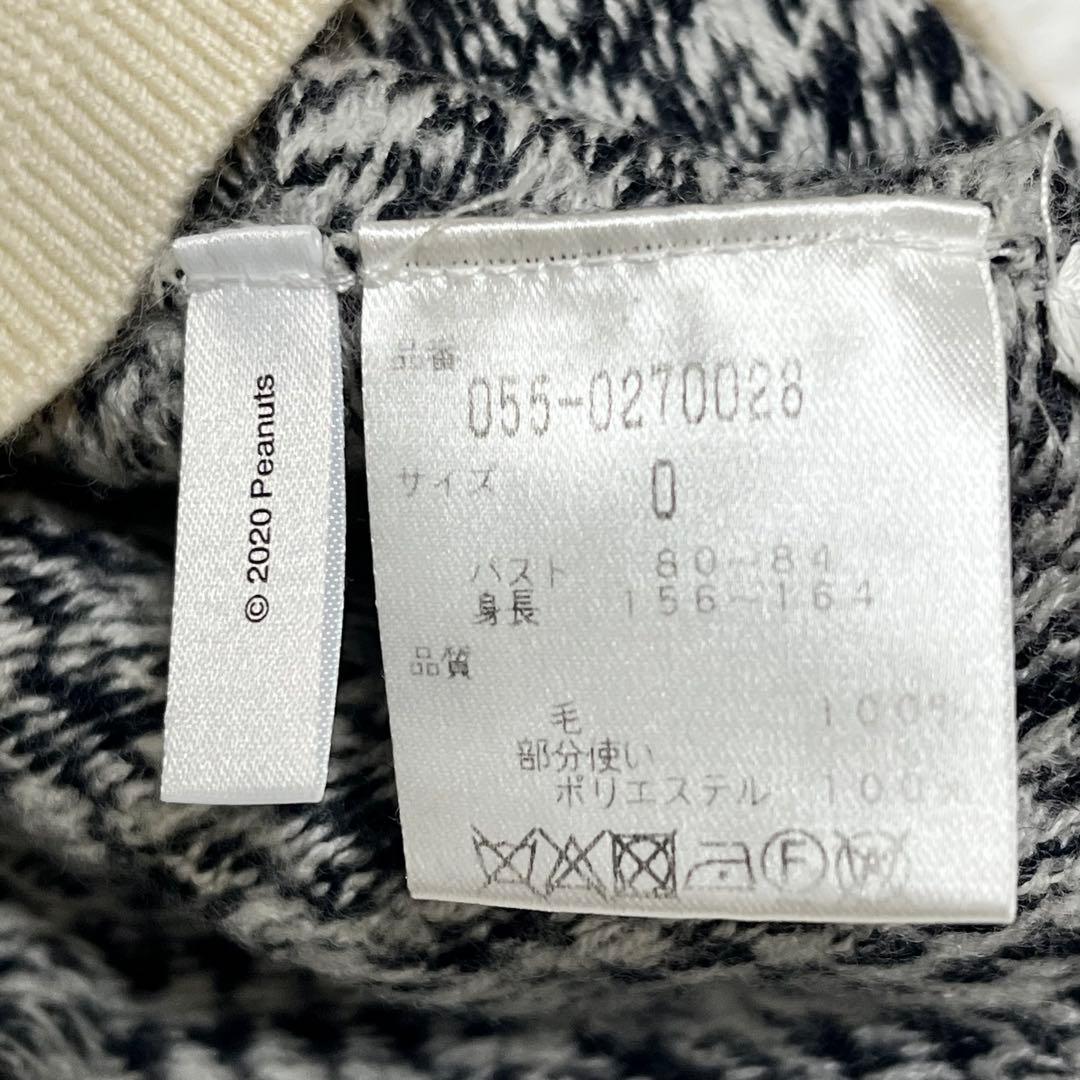 © 2020 Peanuts
品番
055-0270028
サイズ 0
バスト 80-84
身長 156-164
品質
毛 100%
部分使い
ポリエステル 100%
F
W